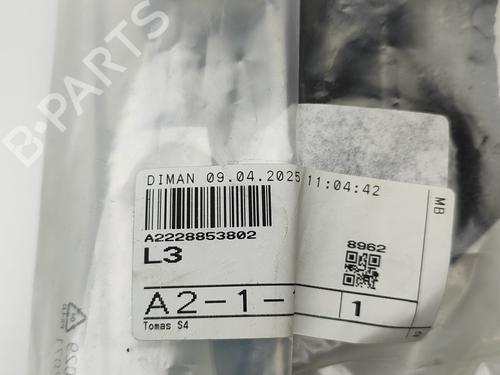 B-PARTS
DIMAN 09.04.2025 11:04:42
MB
A2228853802
L3
8962
A2-1-
1
Tomas S4